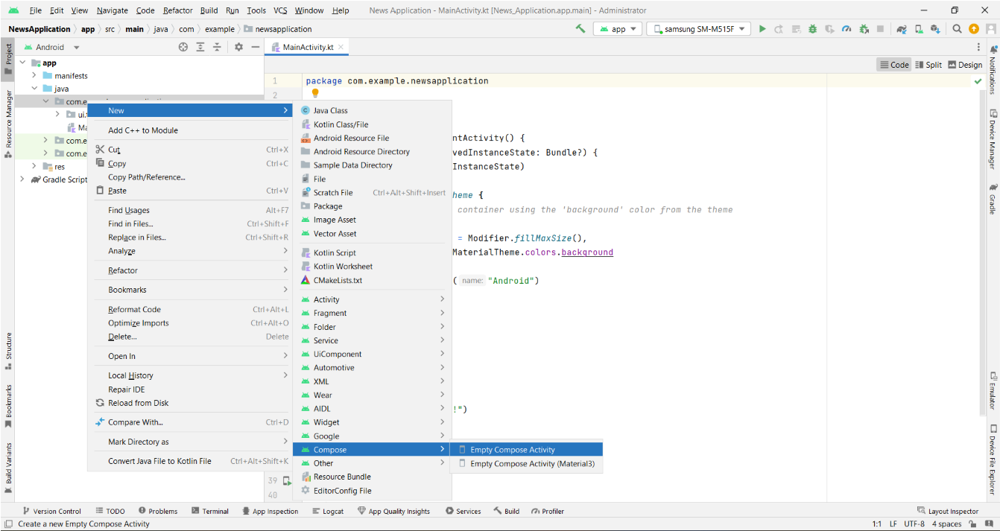 File Edit View Navigate Code Refactor Build Run Tools VCS Window Help News Application - MainActivity.kt [News_Application.app.main] - Administrator
NewsApplication app src main java com example newsapplication app samsung SM-M515F
Project Android MainActivity.kt
Code Split Design
app
manifests
java
com.e
ui.
Ma
com.e
com.e
res
Gradle Script
1 package com.example.newsapplication
2
New
Add C++ to Module
Cut Ctrl+X
Copy Ctrl+C
Copy Path/Reference...
Paste Ctrl+V
Find Usages Alt+F7
Find in Files... Ctrl+Shift+F
Replace in Files... Ctrl+Shift+R
Analyze
Refactor
Bookmarks
Reformat Code Ctrl+Alt+L
Optimize Imports Ctrl+Alt+O
Delete... Delete
Open In
Local History
Repair IDE
Reload from Disk
Compare With... Ctrl+D
Mark Directory as
Convert Java File to Kotlin File Ctrl+Alt+Shift+K
Java Class
Kotlin Class/File
Android Resource File
Android Resource Directory
Sample Data Directory
File
Scratch File Ctrl+Alt+Shift+Insert
Package
Image Asset
Vector Asset
Kotlin Script
Kotlin Worksheet
CMakeLists.txt
Activity
Fragment
Folder
Service
UiComponent
Automotive
XML
Wear
AIDL
Widget
Google
Compose
Other
Resource Bundle
EditorConfig File
Empty Compose Activity
Empty Compose Activity (Material3)
ntActivity() {
vedInstanceState: Bundle?) {
InstanceState)
heme {
container using the 'background' color from the theme
= Modifier.fillMaxSize(),
MaterialTheme.colors.background
( name: "Android")
!")
39
40
Resource Manager
Structure
Bookmarks
Build Variants
Notifications
Device Manager
Gradle
Emulator
Device File Explorer
Version Control TODO Problems Terminal App Inspection Logcat App Quality Insights Services Build Profiler Layout Inspector
Create a new Empty Compose Activity 1:1 LF UTF-8 4 spaces